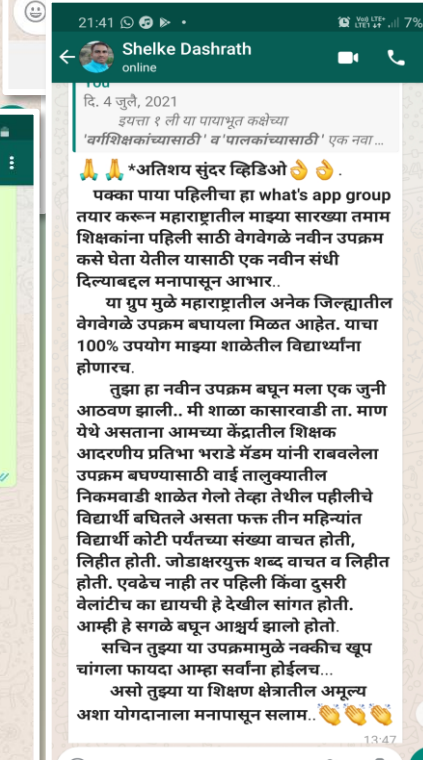 21:41
7%
Shelke Dashrath
online
You
दि. 4 जुलै, 2021
इयत्ता १ ली या पायाभूत कक्षेच्या
'वर्गशिक्षकांच्यासाठी ' व 'पालकांच्यासाठी ' एक नवा ...
🙏 🙏 *अतिशय सुंदर व्हिडिओ👌 👌 .
पक्का पाया पहिलीचा हा what's app group
तयार करून महाराष्ट्रातील माझ्या सारख्या तमाम
शिक्षकांना पहिली साठी वेगवेगळे नवीन उपक्रम
कसे घेता येतील यासाठी एक नवीन संधी
दिल्याबद्दल मनापासून आभार..
या ग्रुप मुळे महाराष्ट्रातील अनेक जिल्ह्यातील
वेगवेगळे उपक्रम बघायला मिळत आहेत. याचा
100% उपयोग माझ्या शाळेतील विद्यार्थ्यांना
होणारच.
तुझा हा नवीन उपक्रम बघून मला एक जुनी
आठवण झाली.. मी शाळा कासारवाडी ता. माण
येथे असताना आमच्या केंद्रातील शिक्षक
आदरणीय प्रतिभा भराडे मॅडम यांनी राबवलेला
उपक्रम बघण्यासाठी वाई तालुक्यातील
निकमवाडी शाळेत गेलो तेव्हा तेथील पहीलीचे
विद्यार्थी बघितले असता फक्त तीन महिन्यांत
विद्यार्थी कोटी पर्यंतच्या संख्या वाचत होती,
लिहीत होती. जोडाक्षरयुक्त शब्द वाचत व लिहीत
होती. एवढेच नाही तर पहिली किंवा दुसरी
वेलांटीच का द्यायची हे देखील सांगत होती.
आम्ही हे सगळे बघून आश्चर्य झालो होतो.
सचिन तुझ्या या उपक्रमामुळे नक्कीच खूप
चांगला फायदा आम्हा सर्वांना होईलच...
असो तुझ्या या शिक्षण क्षेत्रातील अमूल्य
अशा योगदानाला मनापासून सलाम..👏👏👏
13:47